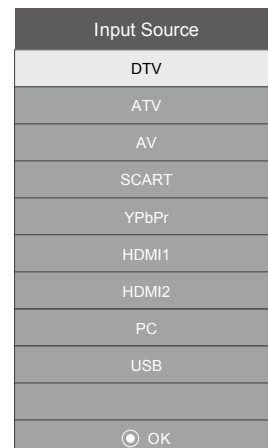 Input Source
DTV
ATV
AV
SCART
YPbPr
HDMI1
HDMI2
PC
USB
OK